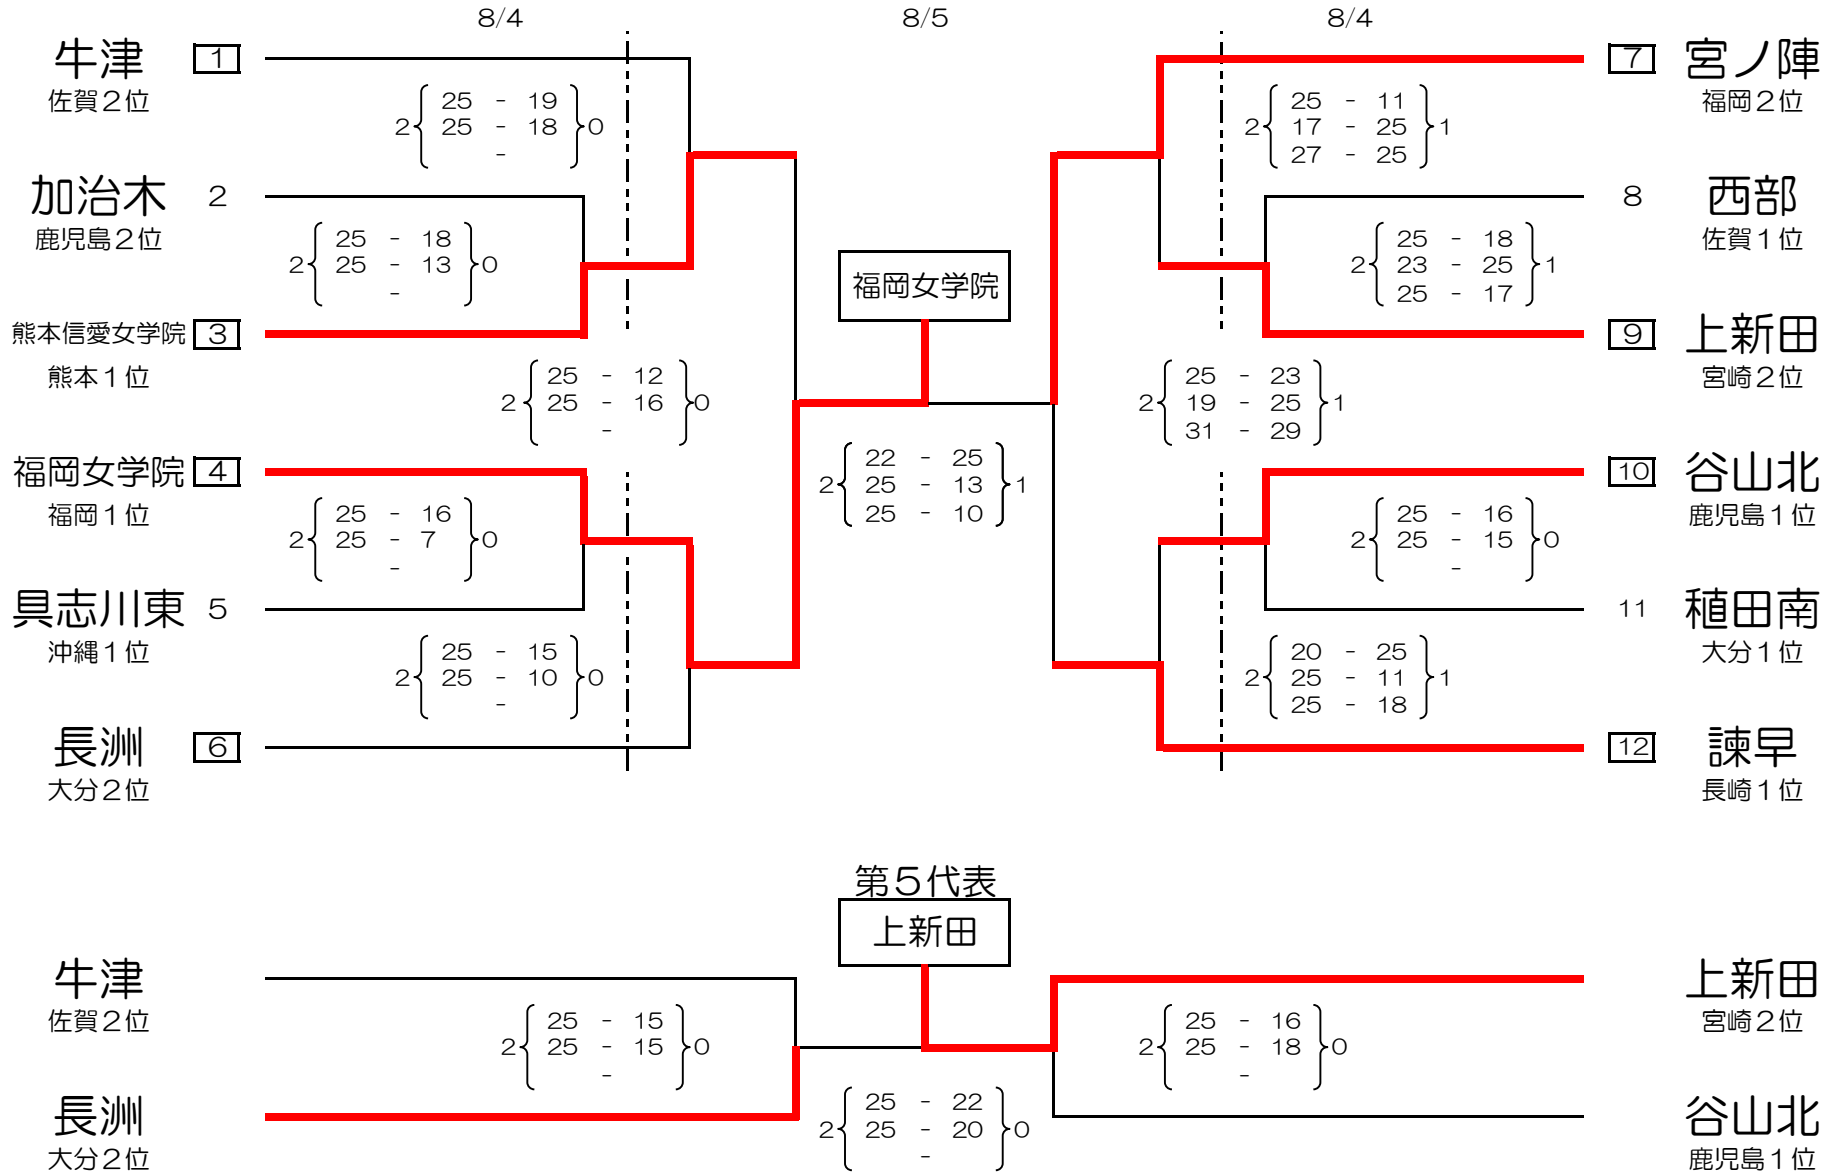 8/4 8/5 8/4
牛津 1 7 宮ノ陣
佐賀２位 福岡２位
25 - 19 25 - 11
2 25 - 18 0 2 17 - 25 1
- 27 - 25
加治木 2 8 西部
鹿児島２位 佐賀１位
25 - 18 25 - 18
2 25 - 13 0 2 23 - 25 1
- 25 - 17
福岡女学院
熊本信愛女学院 3 9 上新田
熊本１位 宮崎２位
25 - 12 25 - 23
2 25 - 16 0 2 19 - 25 1
- 31 - 29
福岡女学院 4 10 谷山北
福岡１位 鹿児島１位
22 - 25
2 25 - 13 1
25 - 10
25 - 16 25 - 16
2 25 - 7 0 2 25 - 15 0
- -
具志川東 5 11 稙田南
沖縄１位 大分１位
25 - 15 20 - 25
2 25 - 10 0 2 25 - 11 1
- 25 - 18
長洲 6 12 諫早
大分２位 長崎１位
第５代表
上新田
牛津 上新田
佐賀２位 宮崎２位
25 - 15 25 - 16
2 25 - 15 0 2 25 - 18 0
- -
長洲 谷山北
大分２位 鹿児島１位
25 - 22
2 25 - 20 0
-